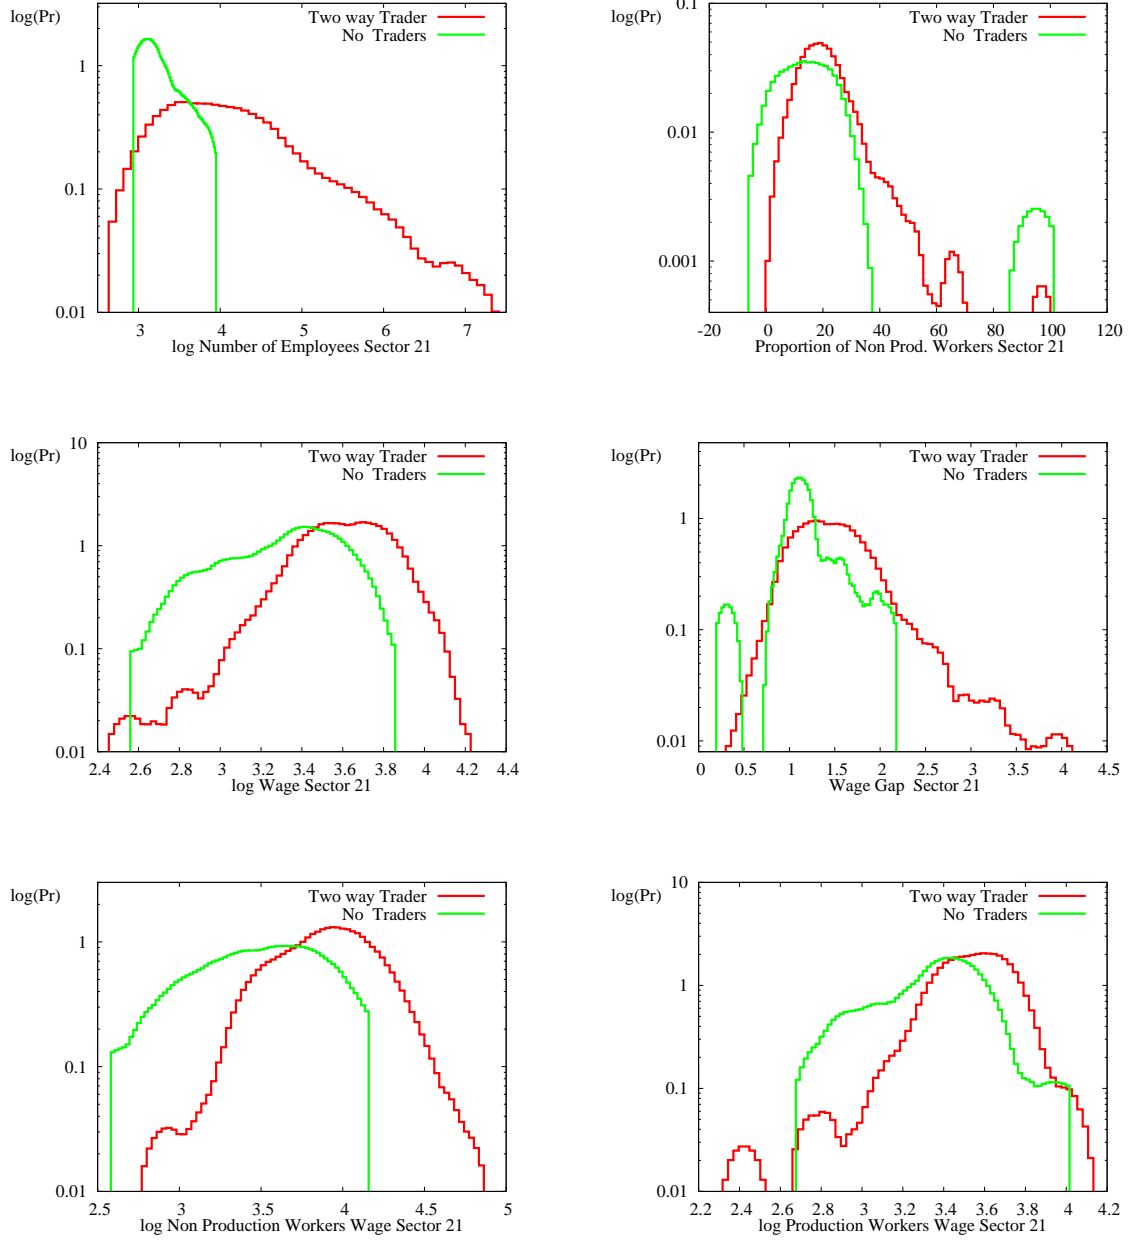 log(Pr)
Two way Trader
No Traders
1
0.1
0.01
3 4 5 6 7
log Number of Employees Sector 21
log(Pr)
Two way Trader
No Traders
0.1
0.01
0.001
-20 0 20 40 60 80 100 120
Proportion of Non Prod. Workers Sector 21
log(Pr)
Two way Trader
No Traders
10
1
0.1
0.01
2.4 2.6 2.8 3 3.2 3.4 3.6 3.8 4 4.2 4.4
log Wage Sector 21
log(Pr)
Two way Trader
No Traders
1
0.1
0.01
0 0.5 1 1.5 2 2.5 3 3.5 4 4.5
Wage Gap Sector 21
log(Pr)
Two way Trader
No Traders
1
0.1
0.01
2.5 3 3.5 4 4.5 5
log Non Production Workers Wage Sector 21
log(Pr)
Two way Trader
No Traders
10
1
0.1
0.01
2.2 2.4 2.6 2.8 3 3.2 3.4 3.6 3.8 4 4.2
log Production Workers Wage Sector 21